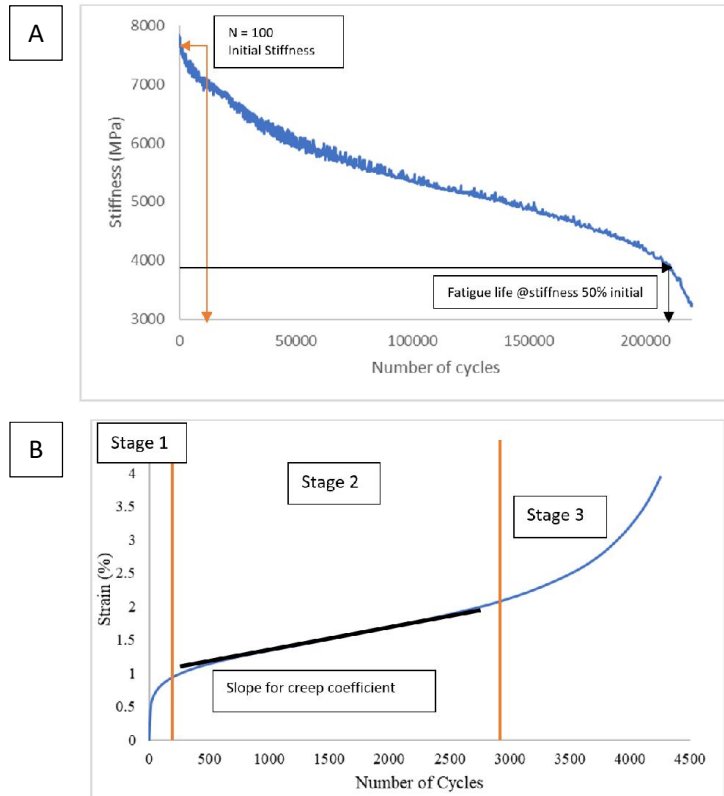 A
8000
7000
6000
5000
4000
3000
Stiffness (MPa)
N = 100
Initial Stiffness
Fatigue life @stiffness 50% initial
0
50000
100000
150000
200000
Number of cycles
B
Stage 1
Stage 2
Stage 3
4
3.5
3
2.5
2
1.5
1
0.5
0
Strain (%)
Slope for creep coefficient
0
500
1000
1500
2000
2500
3000
3500
4000
4500
Number of Cycles